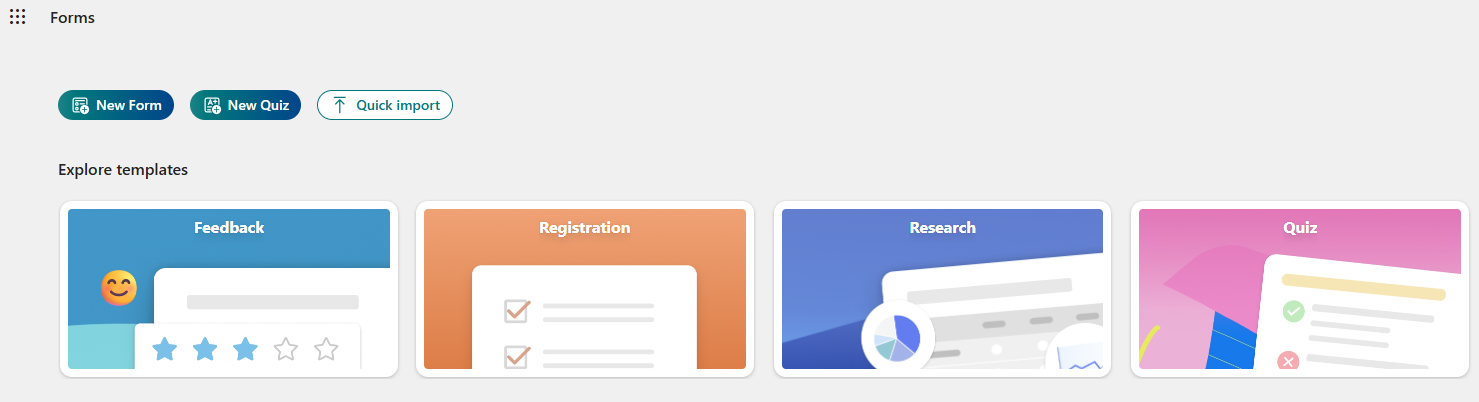 Forms
New Form
New Quiz
Quick import
Explore templates
Feedback
Registration
Research
Quiz